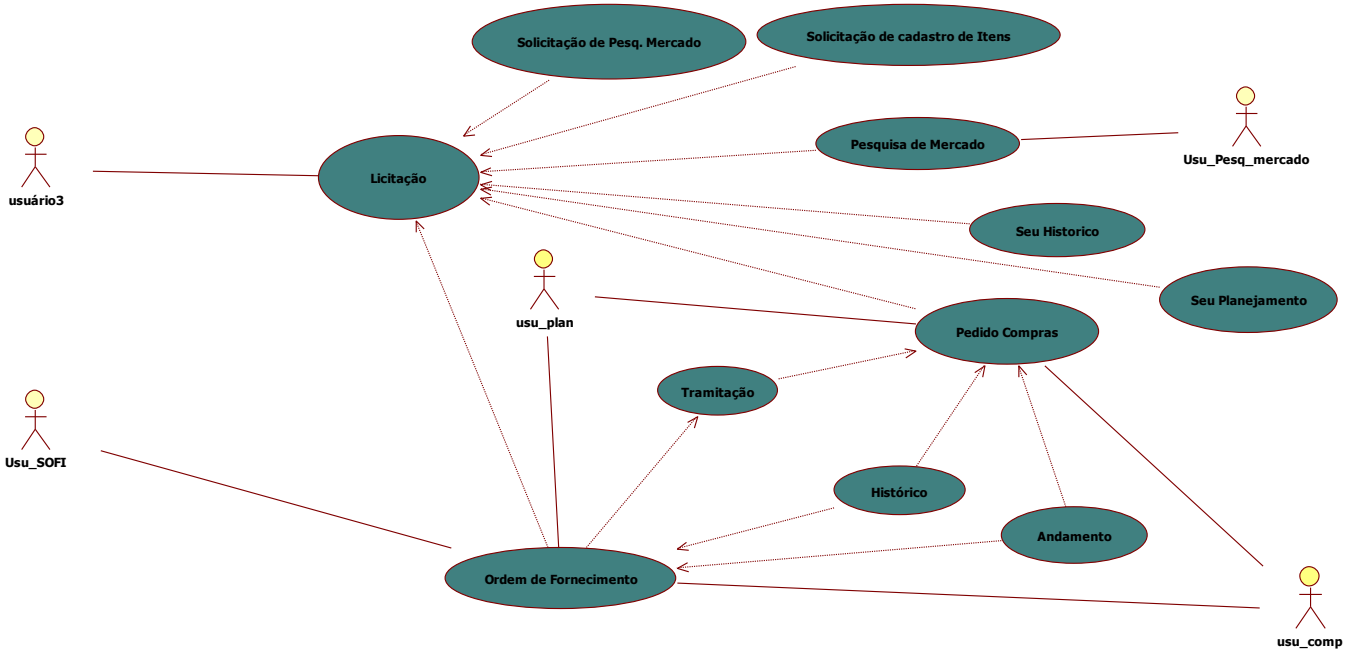 Solicitação de Pesq. Mercado
Solicitação de cadastro de Itens
Pesquisa de Mercado
Usu_Pesq_mercado
Licitação
usuário3
Seu Historico
Seu Planejamento
usu_plan
Pedido Compras
Tramitação
Usu_SOFI
Histórico
Andamento
Ordem de Fornecimento
usu_comp